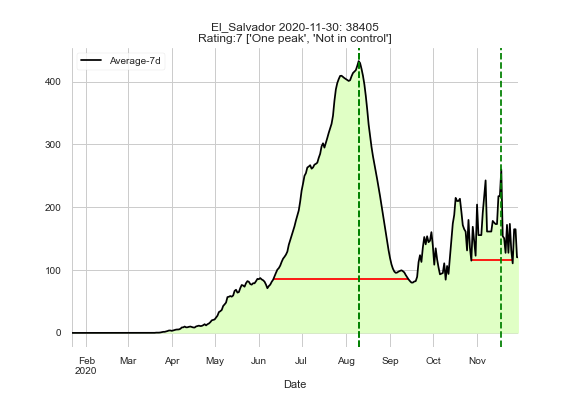 El_Salvador 2020-11-30: 38405
Rating:7 ['One peak', 'Not in control']
Average-7d
400
300
200
100
0
Feb Mar Apr May Jun Jul Aug Sep Oct Nov
2020
Date